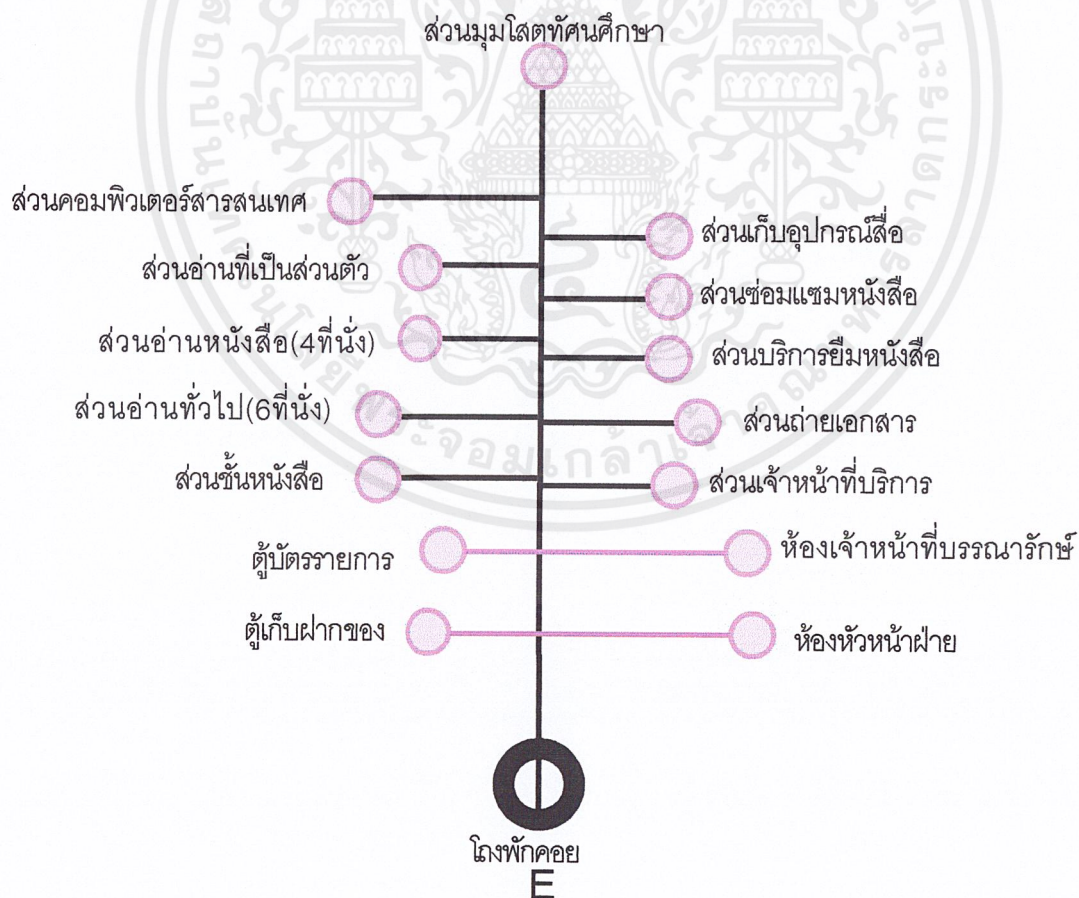 ส่วนมุมโสตทัศนศึกษา
ส่วนคอมพิวเตอร์สารสนเทศ
ส่วนเก็บอุปกรณ์สื่อ
ส่วนอ่านที่เป็นส่วนตัว
ส่วนซ่อมแซมหนังสือ
ส่วนอ่านหนังสือ(4ที่นั่ง)
ส่วนบริการยืมหนังสือ
ส่วนอ่านทั่วไป(6ที่นั่ง)
ส่วนถ่ายเอกสาร
ส่วนชั้นหนังสือ
ส่วนเจ้าหน้าที่บริการ
ตู้บัตรรายการ
ห้องเจ้าหน้าที่บรรณารักษ์
ตู้เก็บฝากของ
ห้องหัวหน้าฝ่าย
โถงพักคอย
E